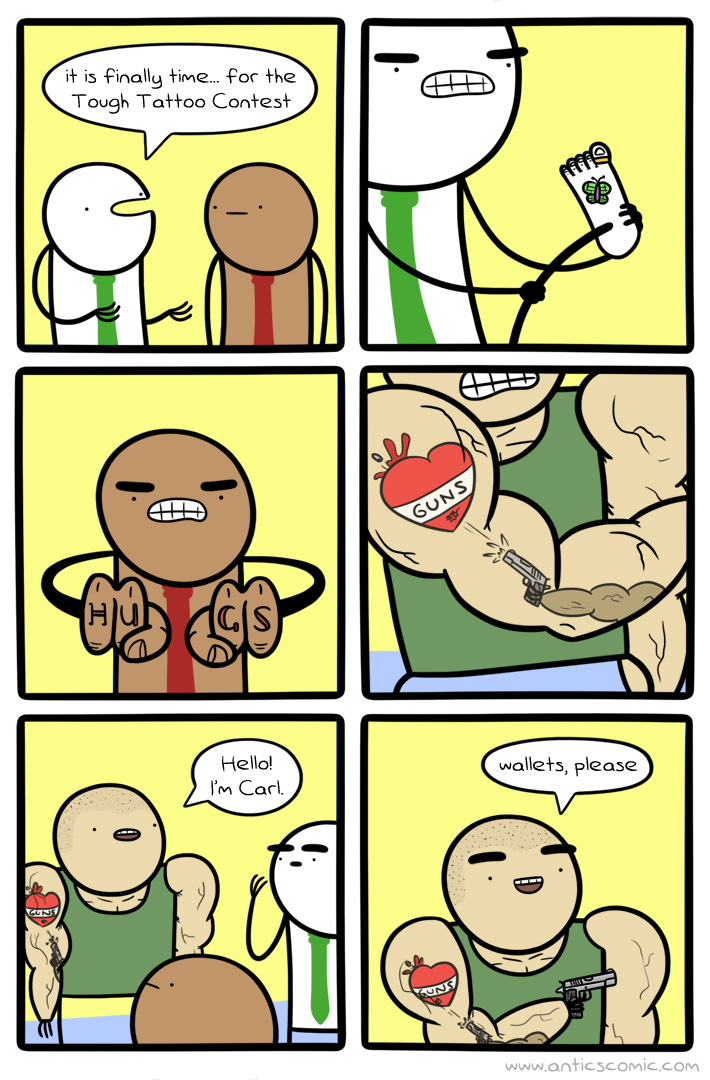 it is finally time... for the
Tough Tattoo Contest
HU GS
GUNS
Hello!
I'm Carl.
GUNS
wallets, please
GUNS
www.anticscomic.com